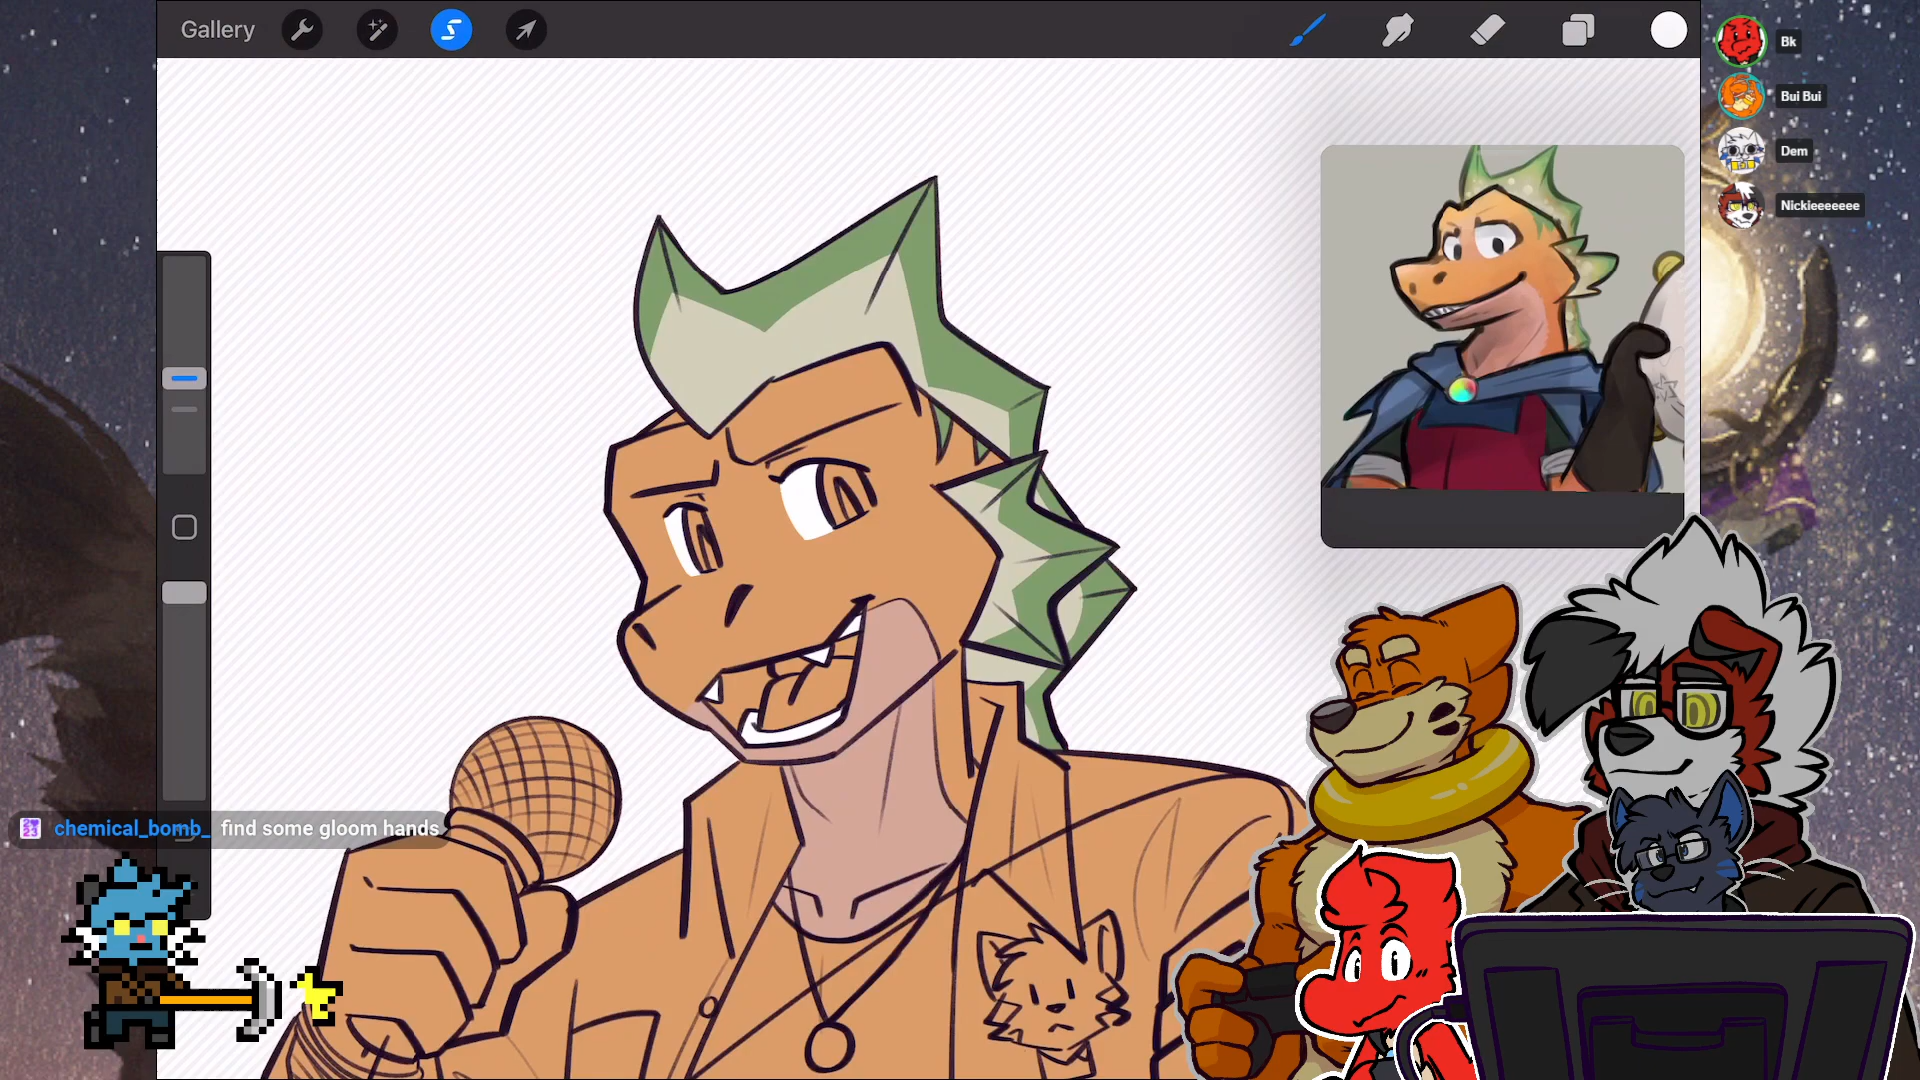 Gallery
Bk
Bui Bui
Dem
Nickieeeeeee
chemical_bomb_ find some gloom hands